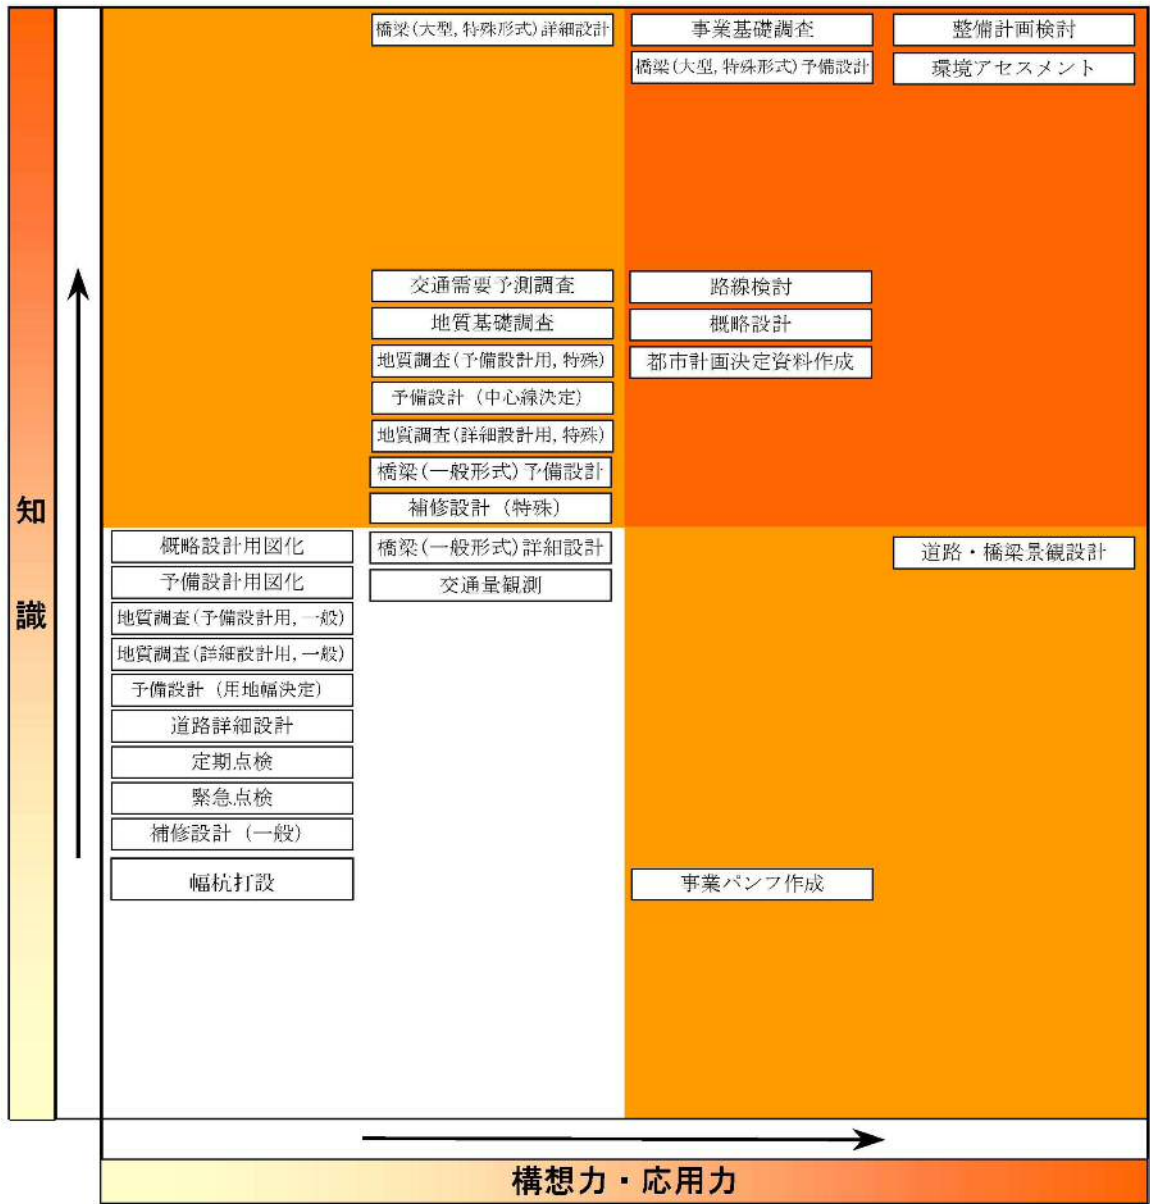 橋梁(大型,特殊形式)詳細設計
事業基礎調査
整備計画検討
橋梁(大型,特殊形式)予備設計
環境アセスメント
交通需要予測調査
路線検討
地質基礎調査
概略設計
地質調査(予備設計用,特殊)
都市計画決定資料作成
予備設計(中心線決定)
地質調査(詳細設計用,特殊)
橋梁(一般形式)予備設計
補修設計(特殊)
知識
概略設計用図化
橋梁(一般形式)詳細設計
道路・橋梁景観設計
予備設計用図化
交通量観測
地質調査(予備設計用,一般)
地質調査(詳細設計用,一般)
予備設計(用地幅決定)
道路詳細設計
定期点検
緊急点検
補修設計(一般)
幅杭打設
事業パンフ作成
構想力・応用力